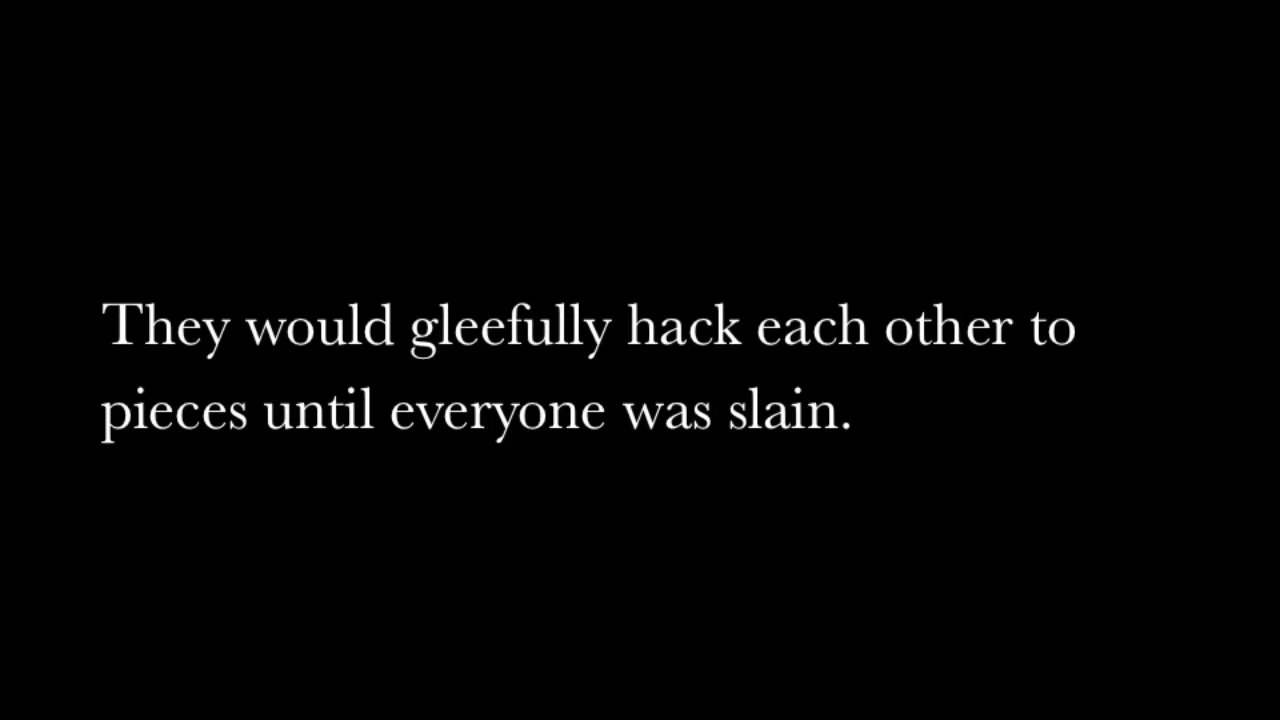 They would gleefully hack each other to
pieces until everyone was slain.